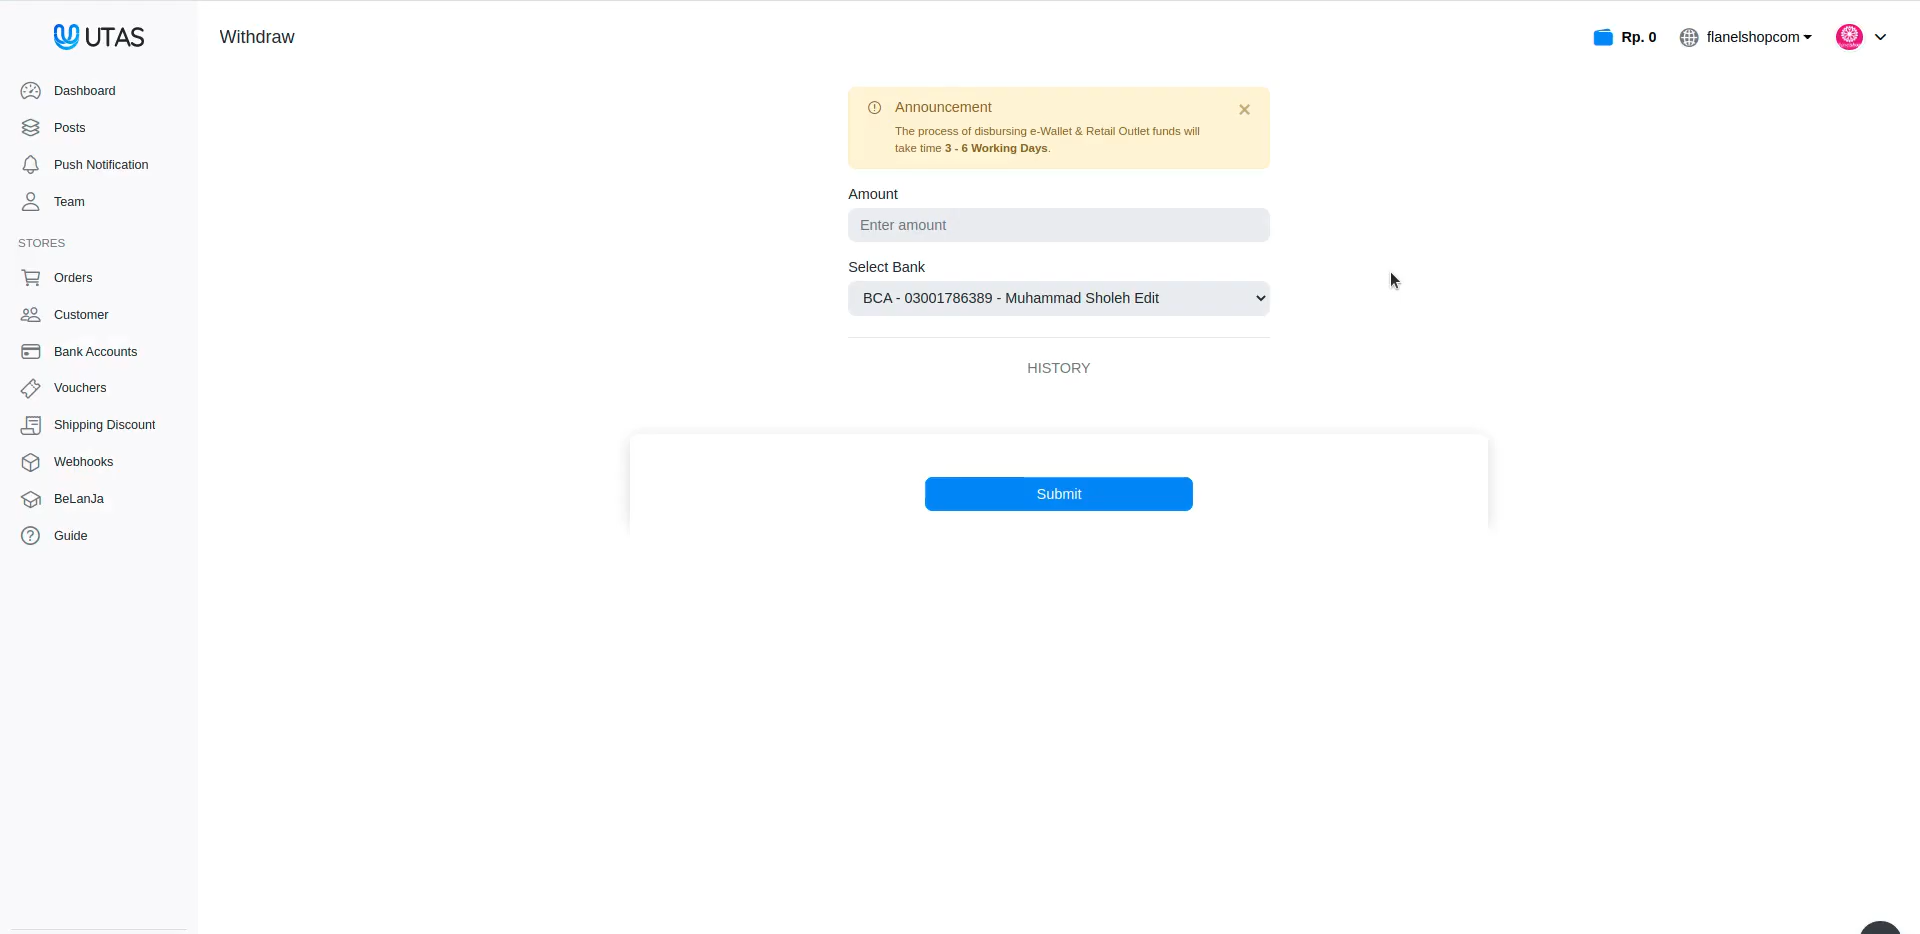 UTAS
Withdraw
Rp. 0
flanelshopcom
Dashboard
Posts
Push Notification
Team
STORES
Orders
Customer
Bank Accounts
Vouchers
Shipping Discount
Webhooks
BeLanJa
Guide
Announcement
The process of disbursing e-Wallet & Retail Outlet funds will
take time 3 - 6 Working Days.
Amount
Enter amount
Select Bank
BCA - 03001786389 - Muhammad Sholeh Edit
HISTORY
Submit